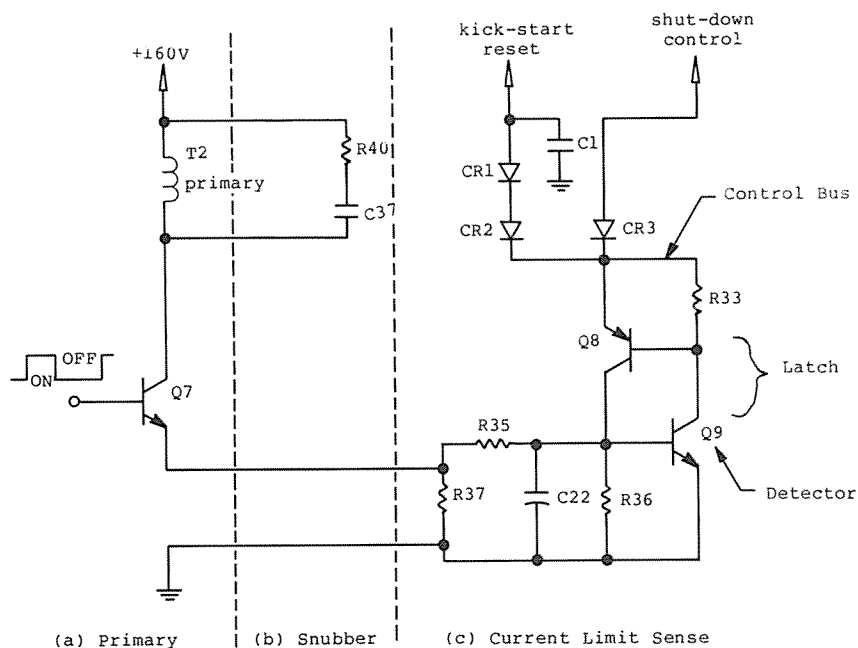 kick-start
reset
shut-down
control
+160V
R40
C1
T2
primary
CR1
C37
Control Bus
CR2
CR3
R33
Q8
Latch
OFF
ON
Q7
R35
Q9
R37
C22
R36
Detector
(a) Primary
(b) Snubber
(c) Current Limit Sense